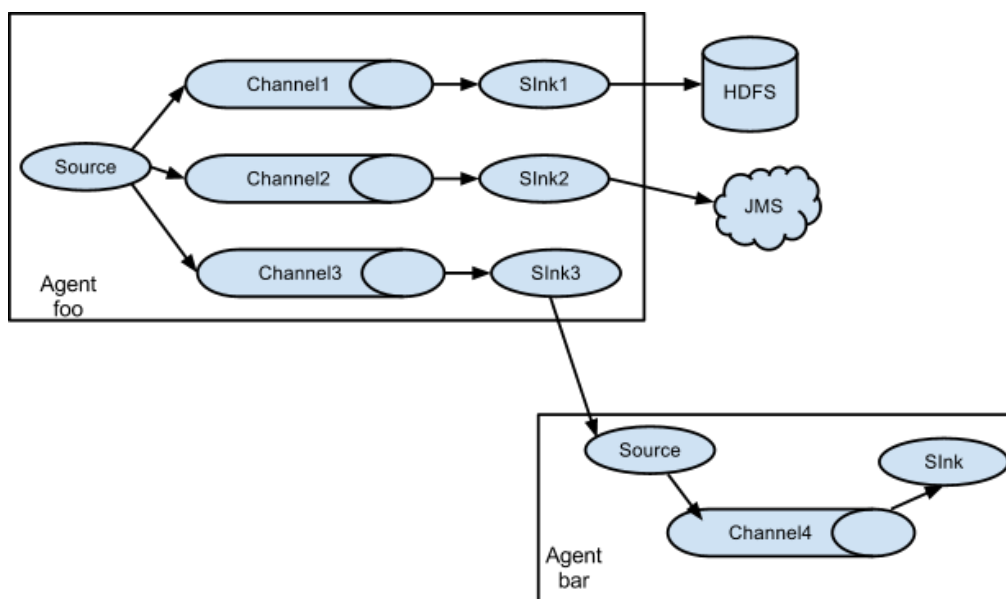 Channel1
SInk1
HDFS
Source
Channel2
SInk2
JMS
Channel3
SInk3
Agent
foo
Source
SInk
Channel4
Agent
bar